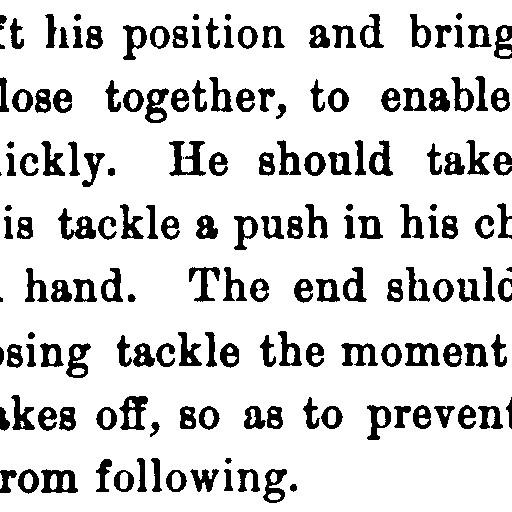 ft his position and bring
lose together, to enable
ickly. He should take
is tackle a push in his ch
hand. The end should
sing tackle the moment
akes off, so as to prevent
rom following.